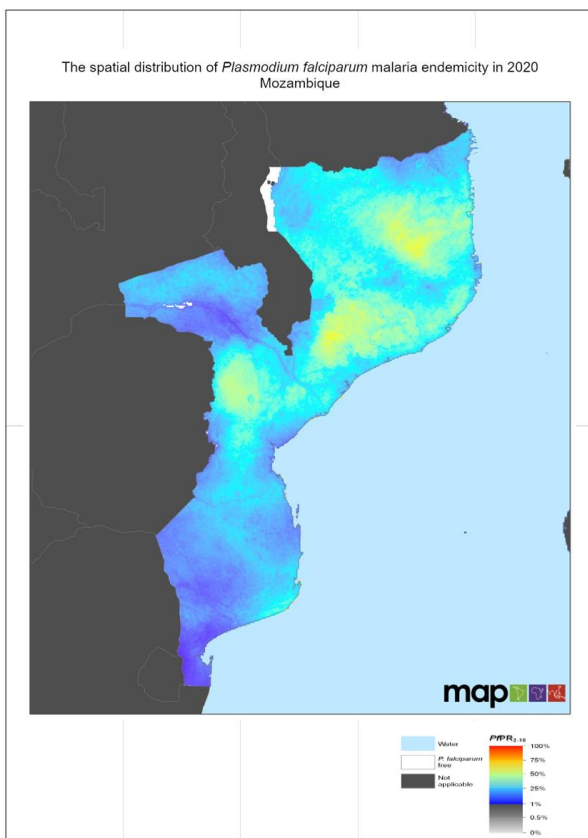 The spatial distribution of Plasmodium falciparum malaria endemicity in 2020
Mozambique
map
Water
P. falciparum
free
Not
applicable
PfPR2-10
100%
75%
50%
25%
1%
0.5%
0%